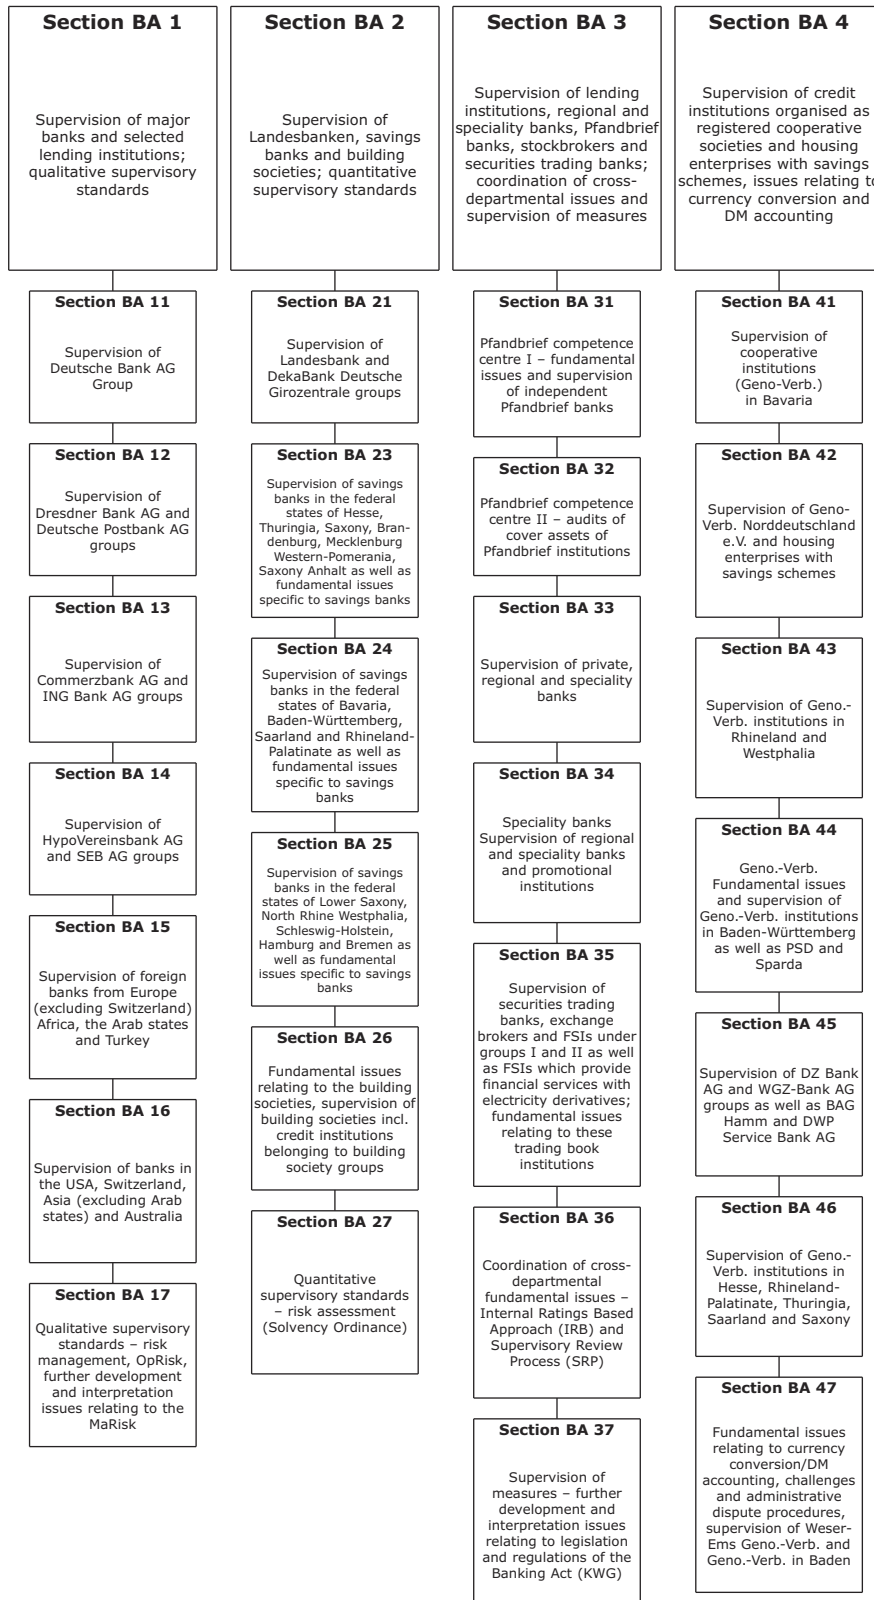 Section BA 1
Supervision of major
banks and selected
lending institutions;
qualitative supervisory
standards
Section BA 11
Supervision of
Deutsche Bank AG
Group
Section BA 12
Supervision of
Dresdner Bank AG and
Deutsche Postbank AG
groups
Section BA 13
Supervision of
Commerzbank AG and
ING Bank AG groups
Section BA 14
Supervision of
HypoVereinsbank AG
and SEB AG groups
Section BA 15
Supervision of foreign
banks from Europe
(excluding Switzerland)
Africa, the Arab states
and Turkey
Section BA 16
Supervision of banks in
the USA, Switzerland,
Asia (excluding Arab
states) and Australia
Section BA 17
Qualitative supervisory
standards – risk
management, OpRisk,
further development
and interpretation
issues relating to the
MaRisk
Section BA 2
Supervision of
Landesbanken, savings
banks and building
societies; quantitative
supervisory standards
Section BA 21
Supervision of
Landesbank and
DekaBank Deutsche
Girozentrale groups
Section BA 23
Supervision of savings
banks in the federal
states of Hesse,
Thuringia, Saxony, Bran-
denburg, Mecklenburg
Western-Pomerania,
Saxony Anhalt as well as
fundamental issues
specific to savings banks
Section BA 24
Supervision of savings
banks in the federal
states of Bavaria,
Baden-Württemberg,
Saarland and Rhineland-
Palatinate as well as
fundamental issues
specific to savings
banks
Section BA 25
Supervision of savings
banks in the federal
states of Lower Saxony,
North Rhine Westphalia,
Schleswig-Holstein,
Hamburg and Bremen as
well as fundamental
issues specific to savings
banks
Section BA 26
Fundamental issues
relating to the building
societies, supervision of
building societies incl.
credit institutions
belonging to building
society groups
Section BA 27
Quantitative
supervisory standards
– risk assessment
(Solvency Ordinance)
Section BA 3
Supervision of lending
institutions, regional and
speciality banks, Pfandbrief
banks, stockbrokers and
securities trading banks;
coordination of cross-
departmental issues and
supervision of measures
Section BA 31
Pfandbrief competence
centre I – fundamental
issues and supervision
of independent
Pfandbrief banks
Section BA 32
Pfandbrief competence
centre II – audits of
cover assets of
Pfandbrief institutions
Section BA 33
Supervision of private,
regional and speciality
banks
Section BA 34
Speciality banks
Supervision of regional
and speciality banks
and promotional
institutions
Section BA 35
Supervision of
securities trading
banks, exchange
brokers and FSIs under
groups I and II as well
as FSIs which provide
financial services with
electricity derivatives;
fundamental issues
relating to these
trading book
institutions
Section BA 36
Coordination of cross-
departmental
fundamental issues –
Internal Ratings Based
Approach (IRB) and
Supervisory Review
Process (SRP)
Section BA 37
Supervision of
measures – further
development and
interpretation issues
relating to legislation
and regulations of the
Banking Act (KWG)
Section BA 4
Supervision of credit
institutions organised as
registered cooperative
societies and housing
enterprises with savings
schemes, issues relating to
currency conversion and
DM accounting
Section BA 41
Supervision of
cooperative
institutions
(Geno-Verb.)
in Bavaria
Section BA 42
Supervision of Geno-
Verb. Norddeutschland
e.V. and housing
enterprises with
savings schemes
Section BA 43
Supervision of Geno.-
Verb. institutions in
Rhineland and
Westphalia
Section BA 44
Geno.-Verb.
Fundamental issues
and supervision of
Geno.-Verb. institutions
in Baden-Württemberg
as well as PSD and
Sparda
Section BA 45
Supervision of DZ Bank
AG and WGZ-Bank AG
groups as well as BAG
Hamm and DWP
Service Bank AG
Section BA 46
Supervision of Geno.-
Verb. institutions in
Hesse, Rhineland-
Palatinate, Thuringia,
Saarland and Saxony
Section BA 47
Fundamental issues
relating to currency
conversion/DM
accounting, challenges
and administrative
dispute procedures,
supervision of Weser-
Ems Geno.-Verb. and
Geno.-Verb. in Baden